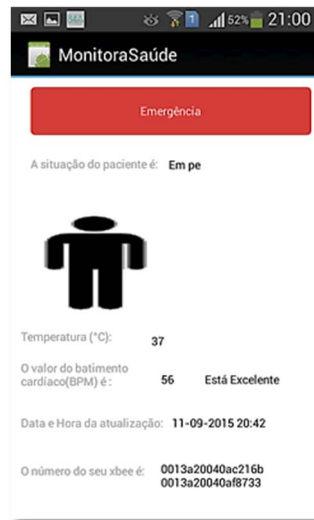 52% 21:00
MonitoraSaúde
Emergência
A situação do paciente é: Em pe
Temperatura (°C): 37
O valor do batimento
cardíaco(BPM) é : 56 Está Excelente
Data e Hora da atualização: 11-09-2015 20:42
O número do seu xbee é: 0013a20040ac216b
0013a20040af8733